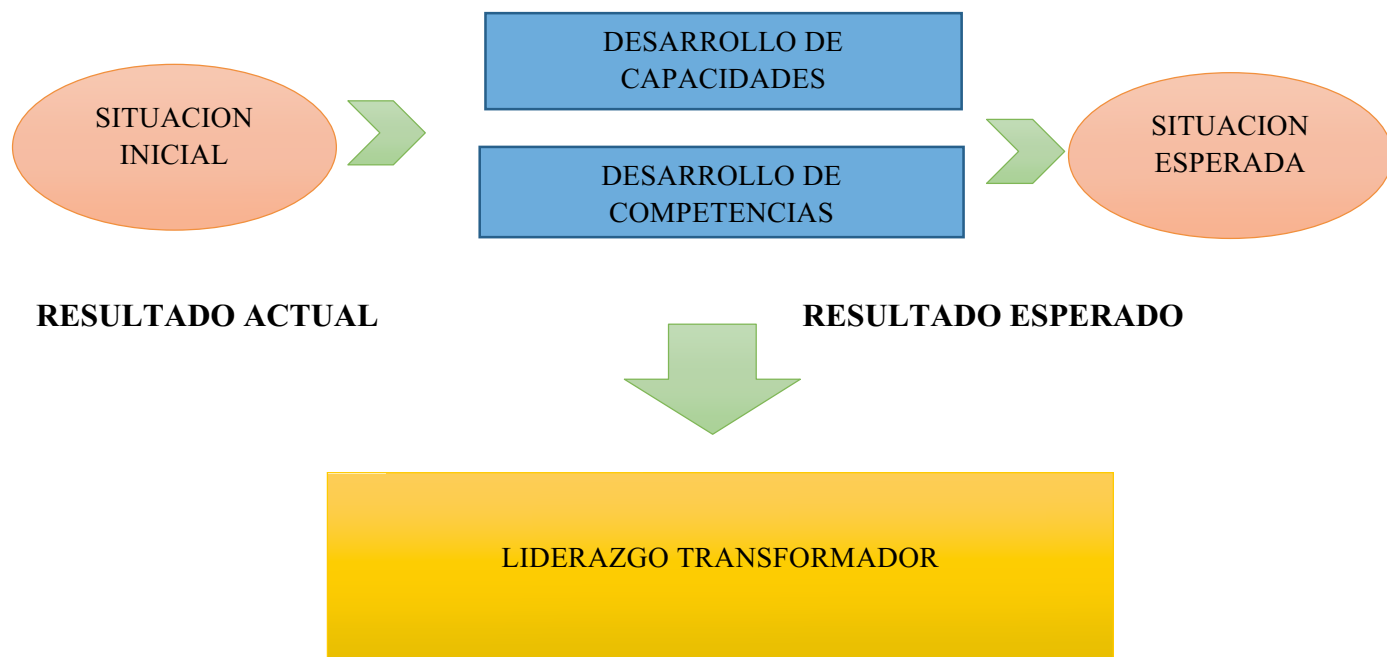 SITUACION
INICIAL
DESARROLLO DE
CAPACIDADES
DESARROLLO DE
COMPETENCIAS
SITUACION
ESPERADA
RESULTADO ACTUAL
RESULTADO ESPERADO
LIDERAZGO TRANSFORMADOR